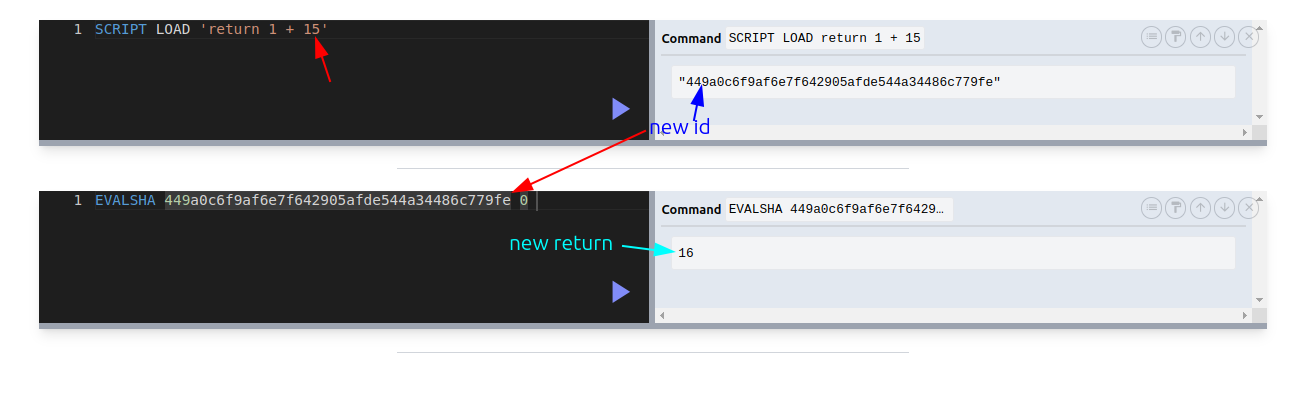 1 SCRIPT LOAD 'return 1 + 15'
Command SCRIPT LOAD return 1 + 15
"449a0c6f9af6e7f642905afde544a34486c779fe"
new id
1 EVALSHA 449a0c6f9af6e7f642905afde544a34486c779fe 0
Command EVALSHA 449a0c6f9af6e7f6429…
new return
16